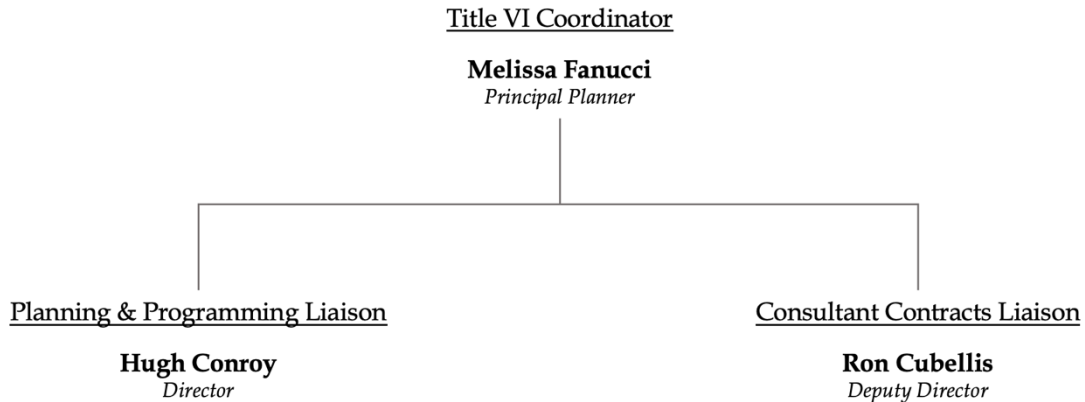 Title VI Coordinator
Melissa Fanucci
Principal Planner
Planning & Programming Liaison
Hugh Conroy
Director
Consultant Contracts Liaison
Ron Cubellis
Deputy Director